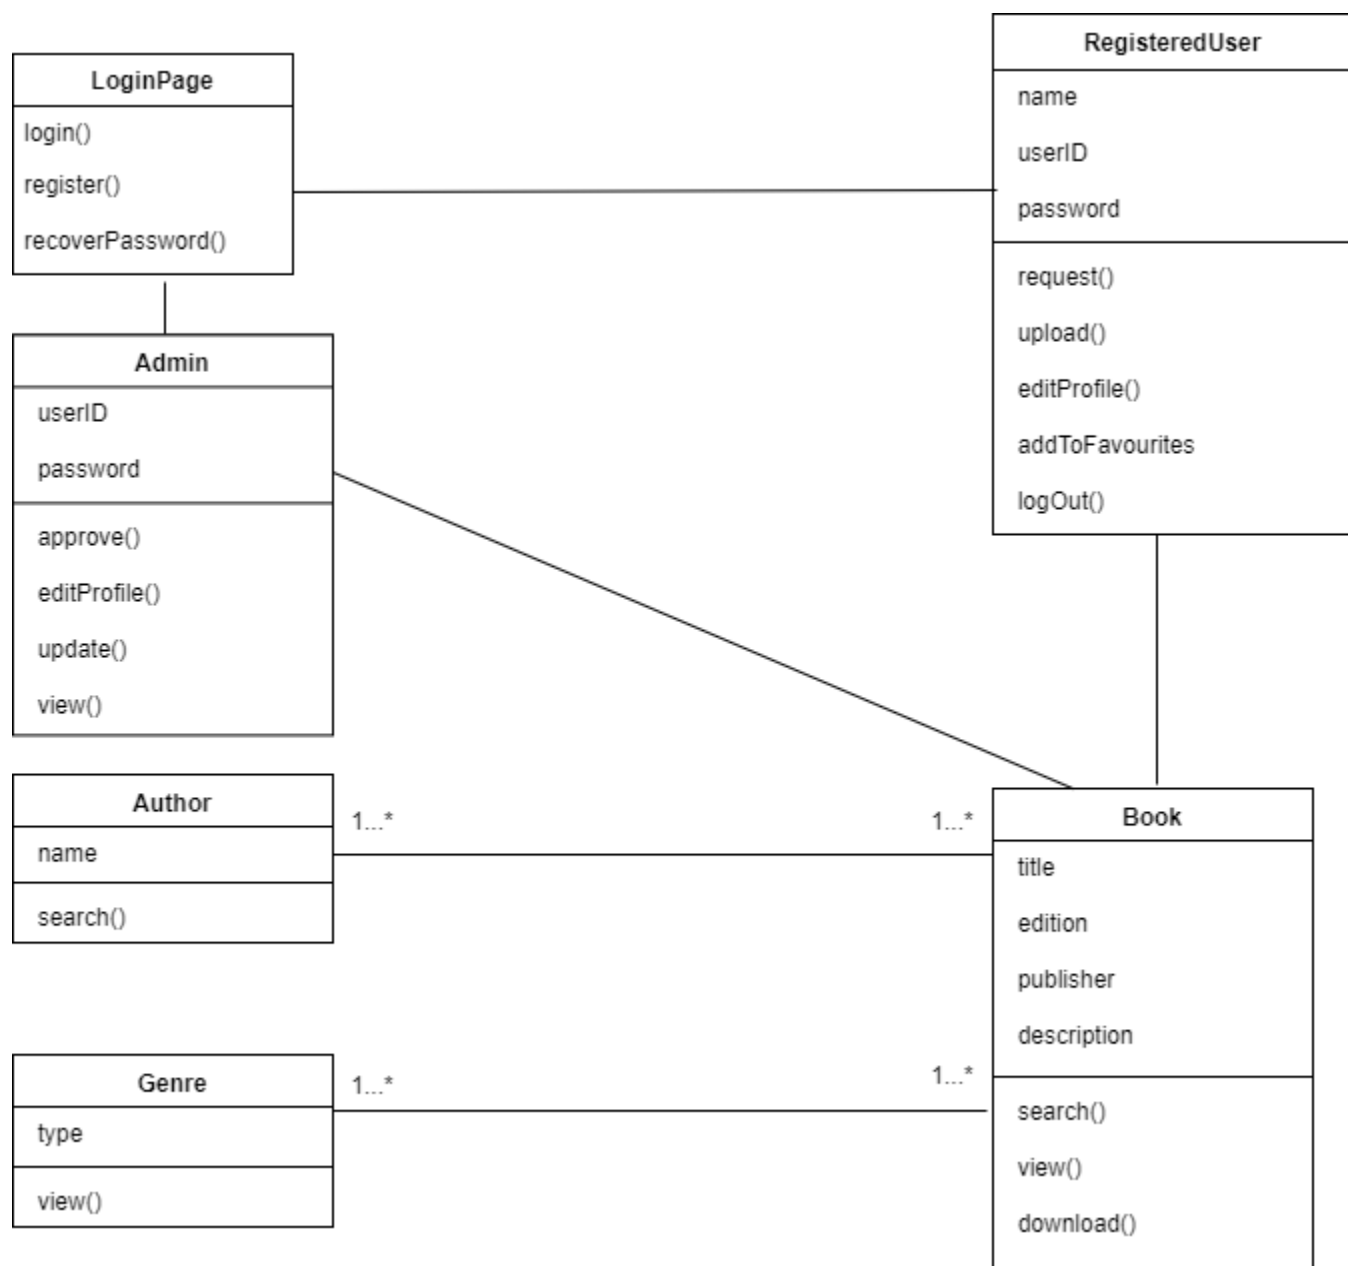 LoginPage
login()
register()
recoverPassword()
RegisteredUser
name
userID
password
request()
upload()
editProfile()
addToFavourites
logOut()
Admin
userID
password
approve()
editProfile()
update()
view()
Author
name
search()
1...*
1...*
Book
title
edition
publisher
description
search()
view()
download()
Genre
type
view()
1...*
1...*